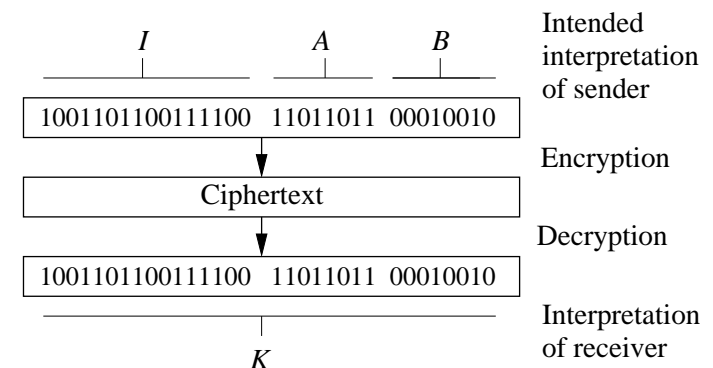 I A B
Intended
interpretation
of sender
1001101100111100 11011011 00010010
Encryption
Ciphertext
Decryption
1001101100111100 11011011 00010010
Interpretation
of receiver
K